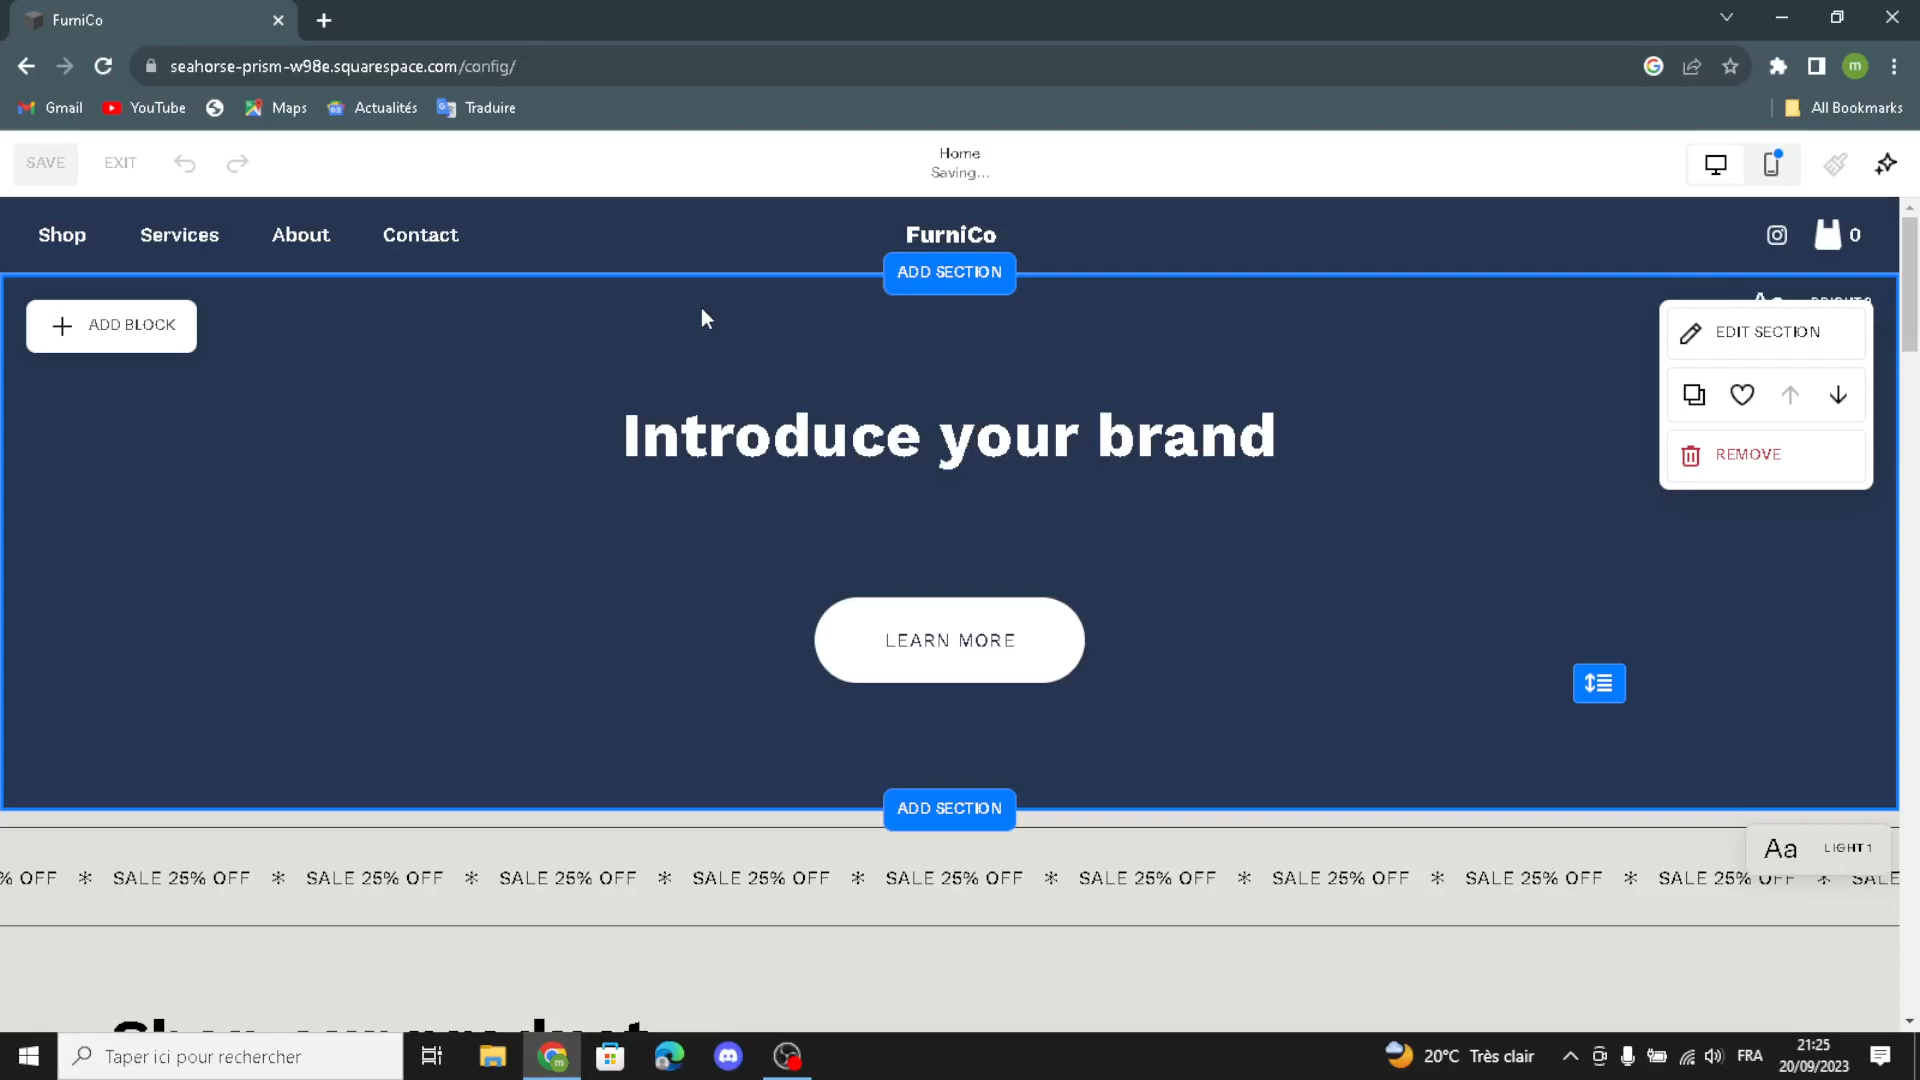 FurniCo
seahorse-prism-w98e.squarespace.com/config/
m
Gmail YouTube Maps Actualités Traduire All Bookmarks
SAVE EXIT
Home
Saving...
Shop Services About Contact FurniCo 0
ADD SECTION
ADD BLOCK
EDIT SECTION
REMOVE
Introduce your brand
LEARN MORE
ADD SECTION
Aa LIGHT 1
% OFF * SALE 25% OFF * SALE 25% OFF * SALE 25% OFF * SALE 25% OFF * SALE 25% OFF * SALE 25% OFF * SALE 25% OFF * SALE 25% OFF * SALE 25% OFF * SALE
Taper ici pour rechercher
20°C Très clair
FRA
21:25
20/09/2023